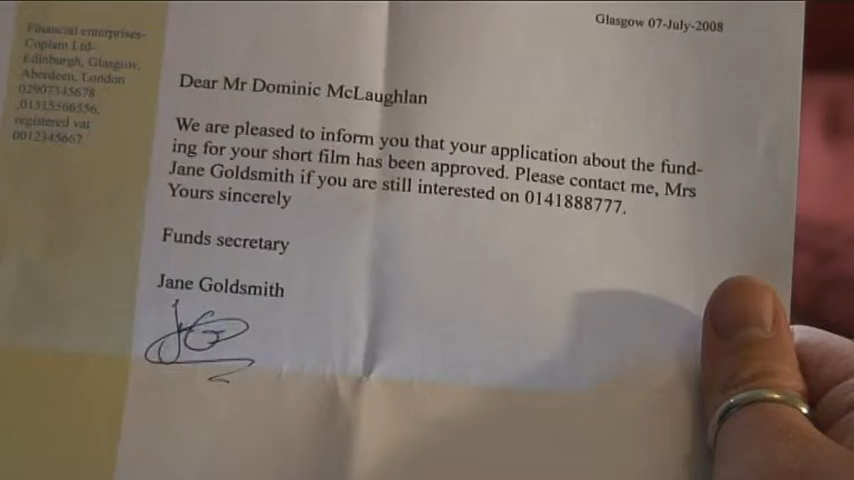 Financial enterprises-
Coplam Ltd-
Edinburgh, Glasgow,
Aberdeen, London
02907345678
,01315566556,
registered vat
0012345667
Glasgow 07-July-2008
Dear Mr Dominic McLaughlan
We are pleased to inform you that your application about the fund-
ing for your short film has been approved. Please contact me, Mrs
Jane Goldsmith if you are still interested on 0141888777.
Yours sincerely
Funds secretary
Jane Goldsmith